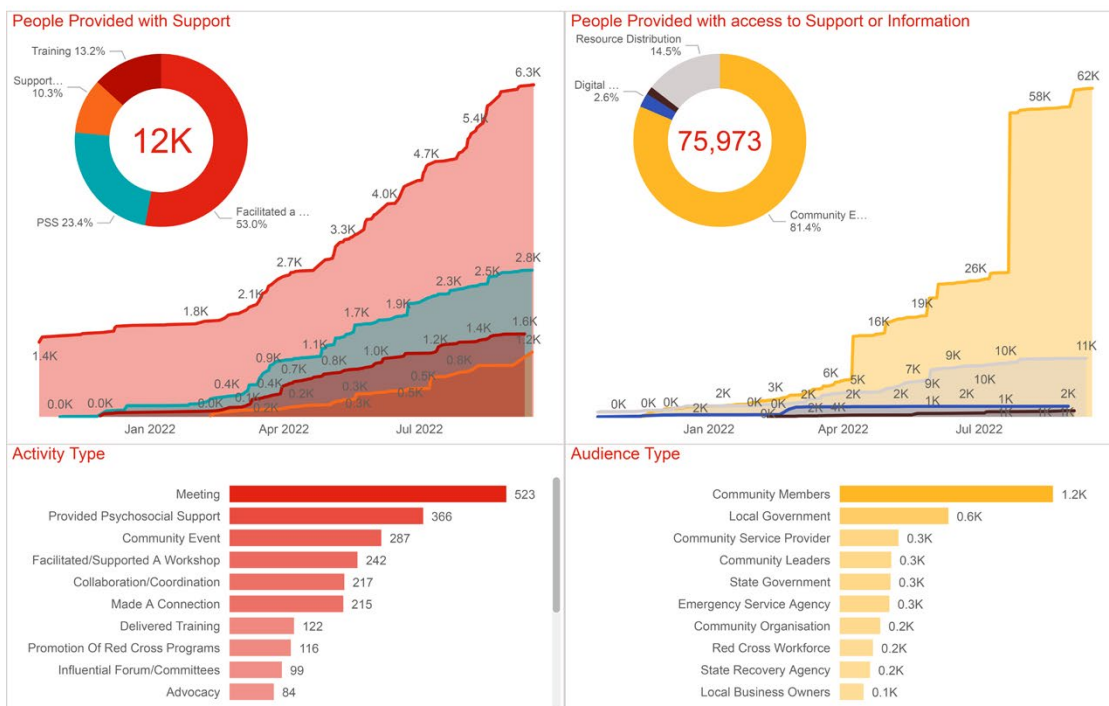 People Provided with Support
Training 13.2%
Support...
10.3%
12K
PSS 23.4%
Facilitated a ...
53.0%
1.4K
1.8K
2.1K
2.7K
3.3K
4.0K
4.7K
5.4K
6.3K
0.0K
0.0K
0.4K
0.9K
1.1K
1.7K
1.9K
2.3K
2.5K
2.8K
0.0K
0.1K
0.4K
0.7K
0.8K
1.0K
1.2K
1.4K
1.6K
0.2K
0.2K
0.3K
0.3K
0.5K
0.5K
0.8K
1.2K
Jan 2022
Apr 2022
Jul 2022
People Provided with access to Support or Information
Resource Distribution
14.5%
Digital ...
2.6%
75,973
Community E...
81.4%
0K
0K
0K
2K
2K
3K
0K
0K
6K
5K
16K
19K
26K
58K
62K
2K
2K
4K
2K
2K
7K
9K
10K
11K
9K
10K
2K
1K
2K
1K
2K
Jan 2022
Apr 2022
Jul 2022
Activity Type
Meeting 523
Provided Psychosocial Support 366
Community Event 287
Facilitated/Supported A Workshop 242
Collaboration/Coordination 217
Made A Connection 215
Delivered Training 122
Promotion Of Red Cross Programs 116
Influential Forum/Committees 99
Advocacy 84
Audience Type
Community Members 1.2K
Local Government 0.6K
Community Service Provider 0.3K
Community Leaders 0.3K
State Government 0.3K
Emergency Service Agency 0.3K
Community Organisation 0.2K
Red Cross Workforce 0.2K
State Recovery Agency 0.2K
Local Business Owners 0.1K